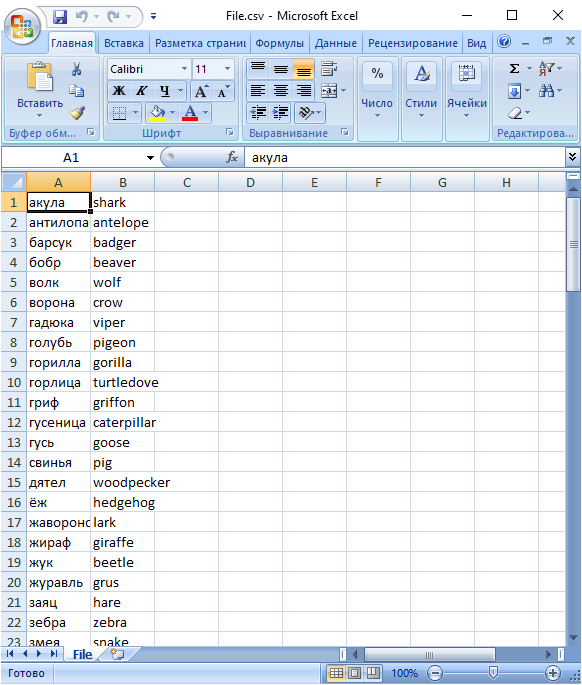 File.csv - Microsoft Excel
Главная Вставка Разметка страни Формулы Данные Рецензирование Вид
Calibri 11
Вставить Ж К Ч A A Число Стили Ячейки Σ
Буфер обм... Шрифт Выравнивание Редактирова...
A1 fx акула
A B C D E F G H
1 акула shark
2 антилопа antelope
3 барсук badger
4 бобр beaver
5 волк wolf
6 ворона crow
7 гадюка viper
8 голубь pigeon
9 горилла gorilla
10 горлица turtledove
11 гриф griffon
12 гусеница caterpillar
13 гусь goose
14 свинья pig
15 дятел woodpecker
16 ёж hedgehog
17 жавороно lark
18 жираф giraffe
19 жук beetle
20 журавль grus
21 заяц hare
22 зебра zebra
23 змея snake
File
Готово 100%